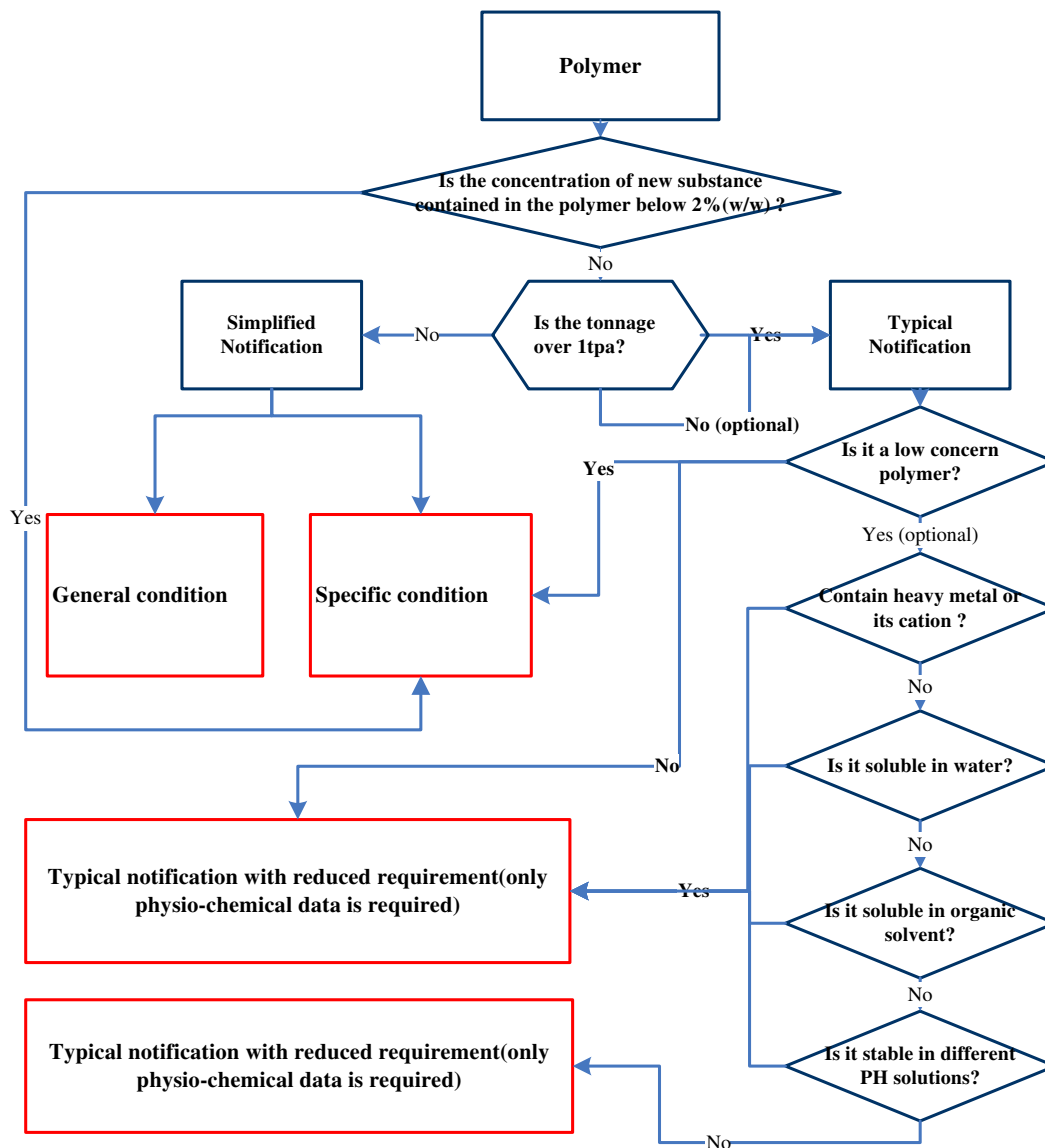 Polymer
Is the concentration of new substance
contained in the polymer below 2%(w/w) ?
No
Simplified
Notification
No
Is the tonnage
over 1tpa?
Yes
Typical
Notification
No (optional)
Is it a low concern
polymer?
Yes
Yes
Yes (optional)
General condition
Specific condition
Contain heavy metal or
its cation ?
No
No
Is it soluble in water?
No
Typical notification with reduced requirement(only
physio-chemical data is required)
Yes
Is it soluble in organic
solvent?
No
Typical notification with reduced requirement(only
physio-chemical data is required)
Is it stable in different
PH solutions?
No